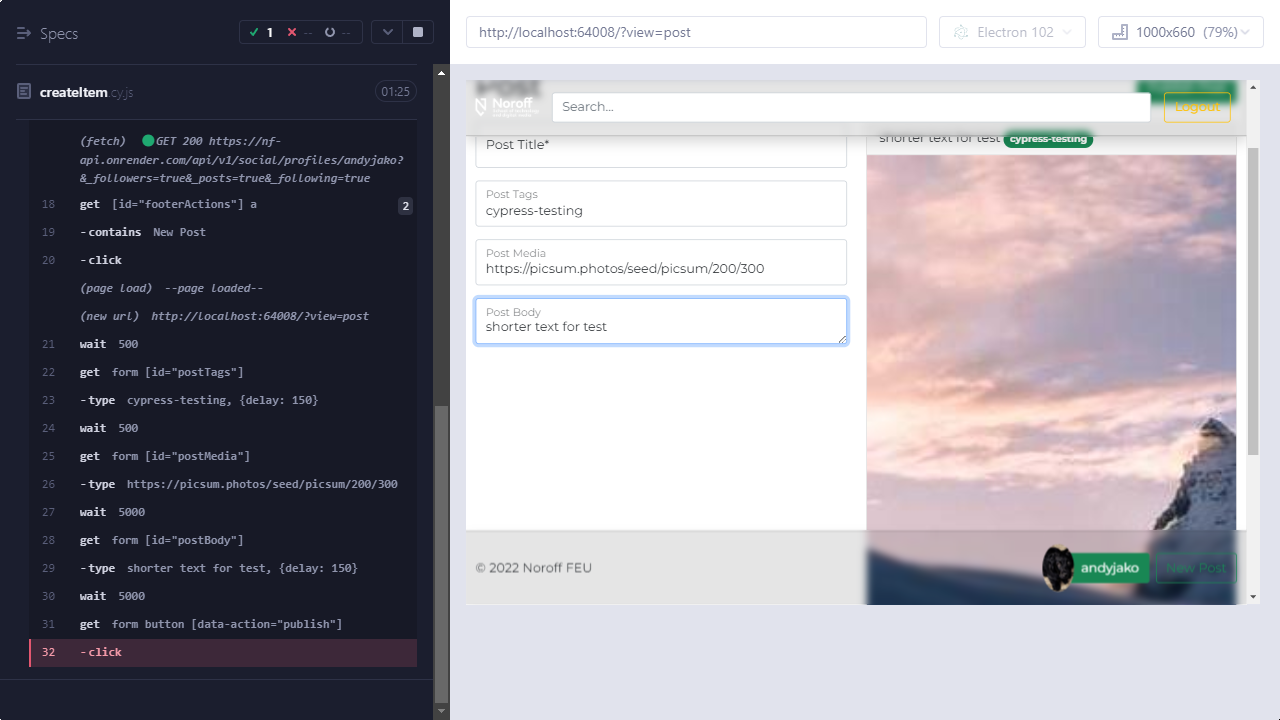 Specs
1
--
--
createItem.cy.js
01:25
(fetch) GET 200 https://nf-
api.onrender.com/api/v1/social/profiles/andyjako?
&_followers=true&_posts=true&_following=true
18 get [id="footerActions"] a 2
19 -contains New Post
20 -click
(page load) --page loaded--
(new url) http://localhost:64008/?view=post
21 wait 500
22 get form [id="postTags"]
23 -type cypress-testing, {delay: 150}
24 wait 500
25 get form [id="postMedia"]
26 -type https://picsum.photos/seed/picsum/200/300
27 wait 5000
28 get form [id="postBody"]
29 -type shorter text for test, {delay: 150}
30 wait 5000
31 get form button [data-action="publish"]
32 -click
http://localhost:64008/?view=post
Electron 102
1000x660 (79%)
Noroff
Search...
Logout
Post Title*
Post Tags
cypress-testing
Post Media
https://picsum.photos/seed/picsum/200/300
Post Body
shorter text for test
shorter text for test cypress-testing
© 2022 Noroff FEU
andyjako
New Post